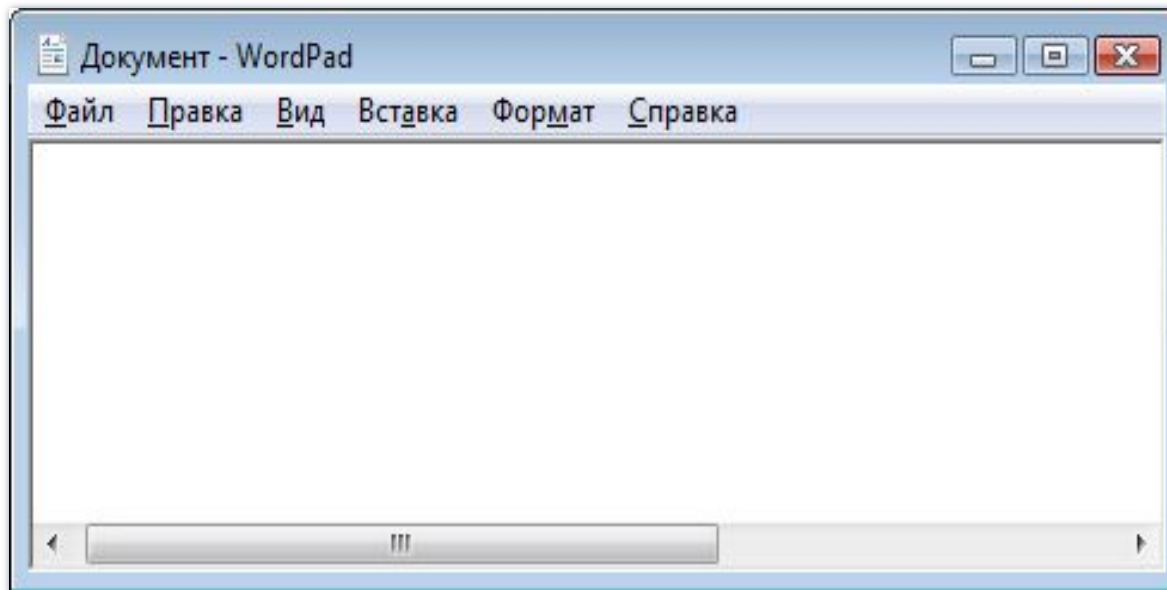 Документ - WordPad
Файл Правка Вид Вставка Формат Справка